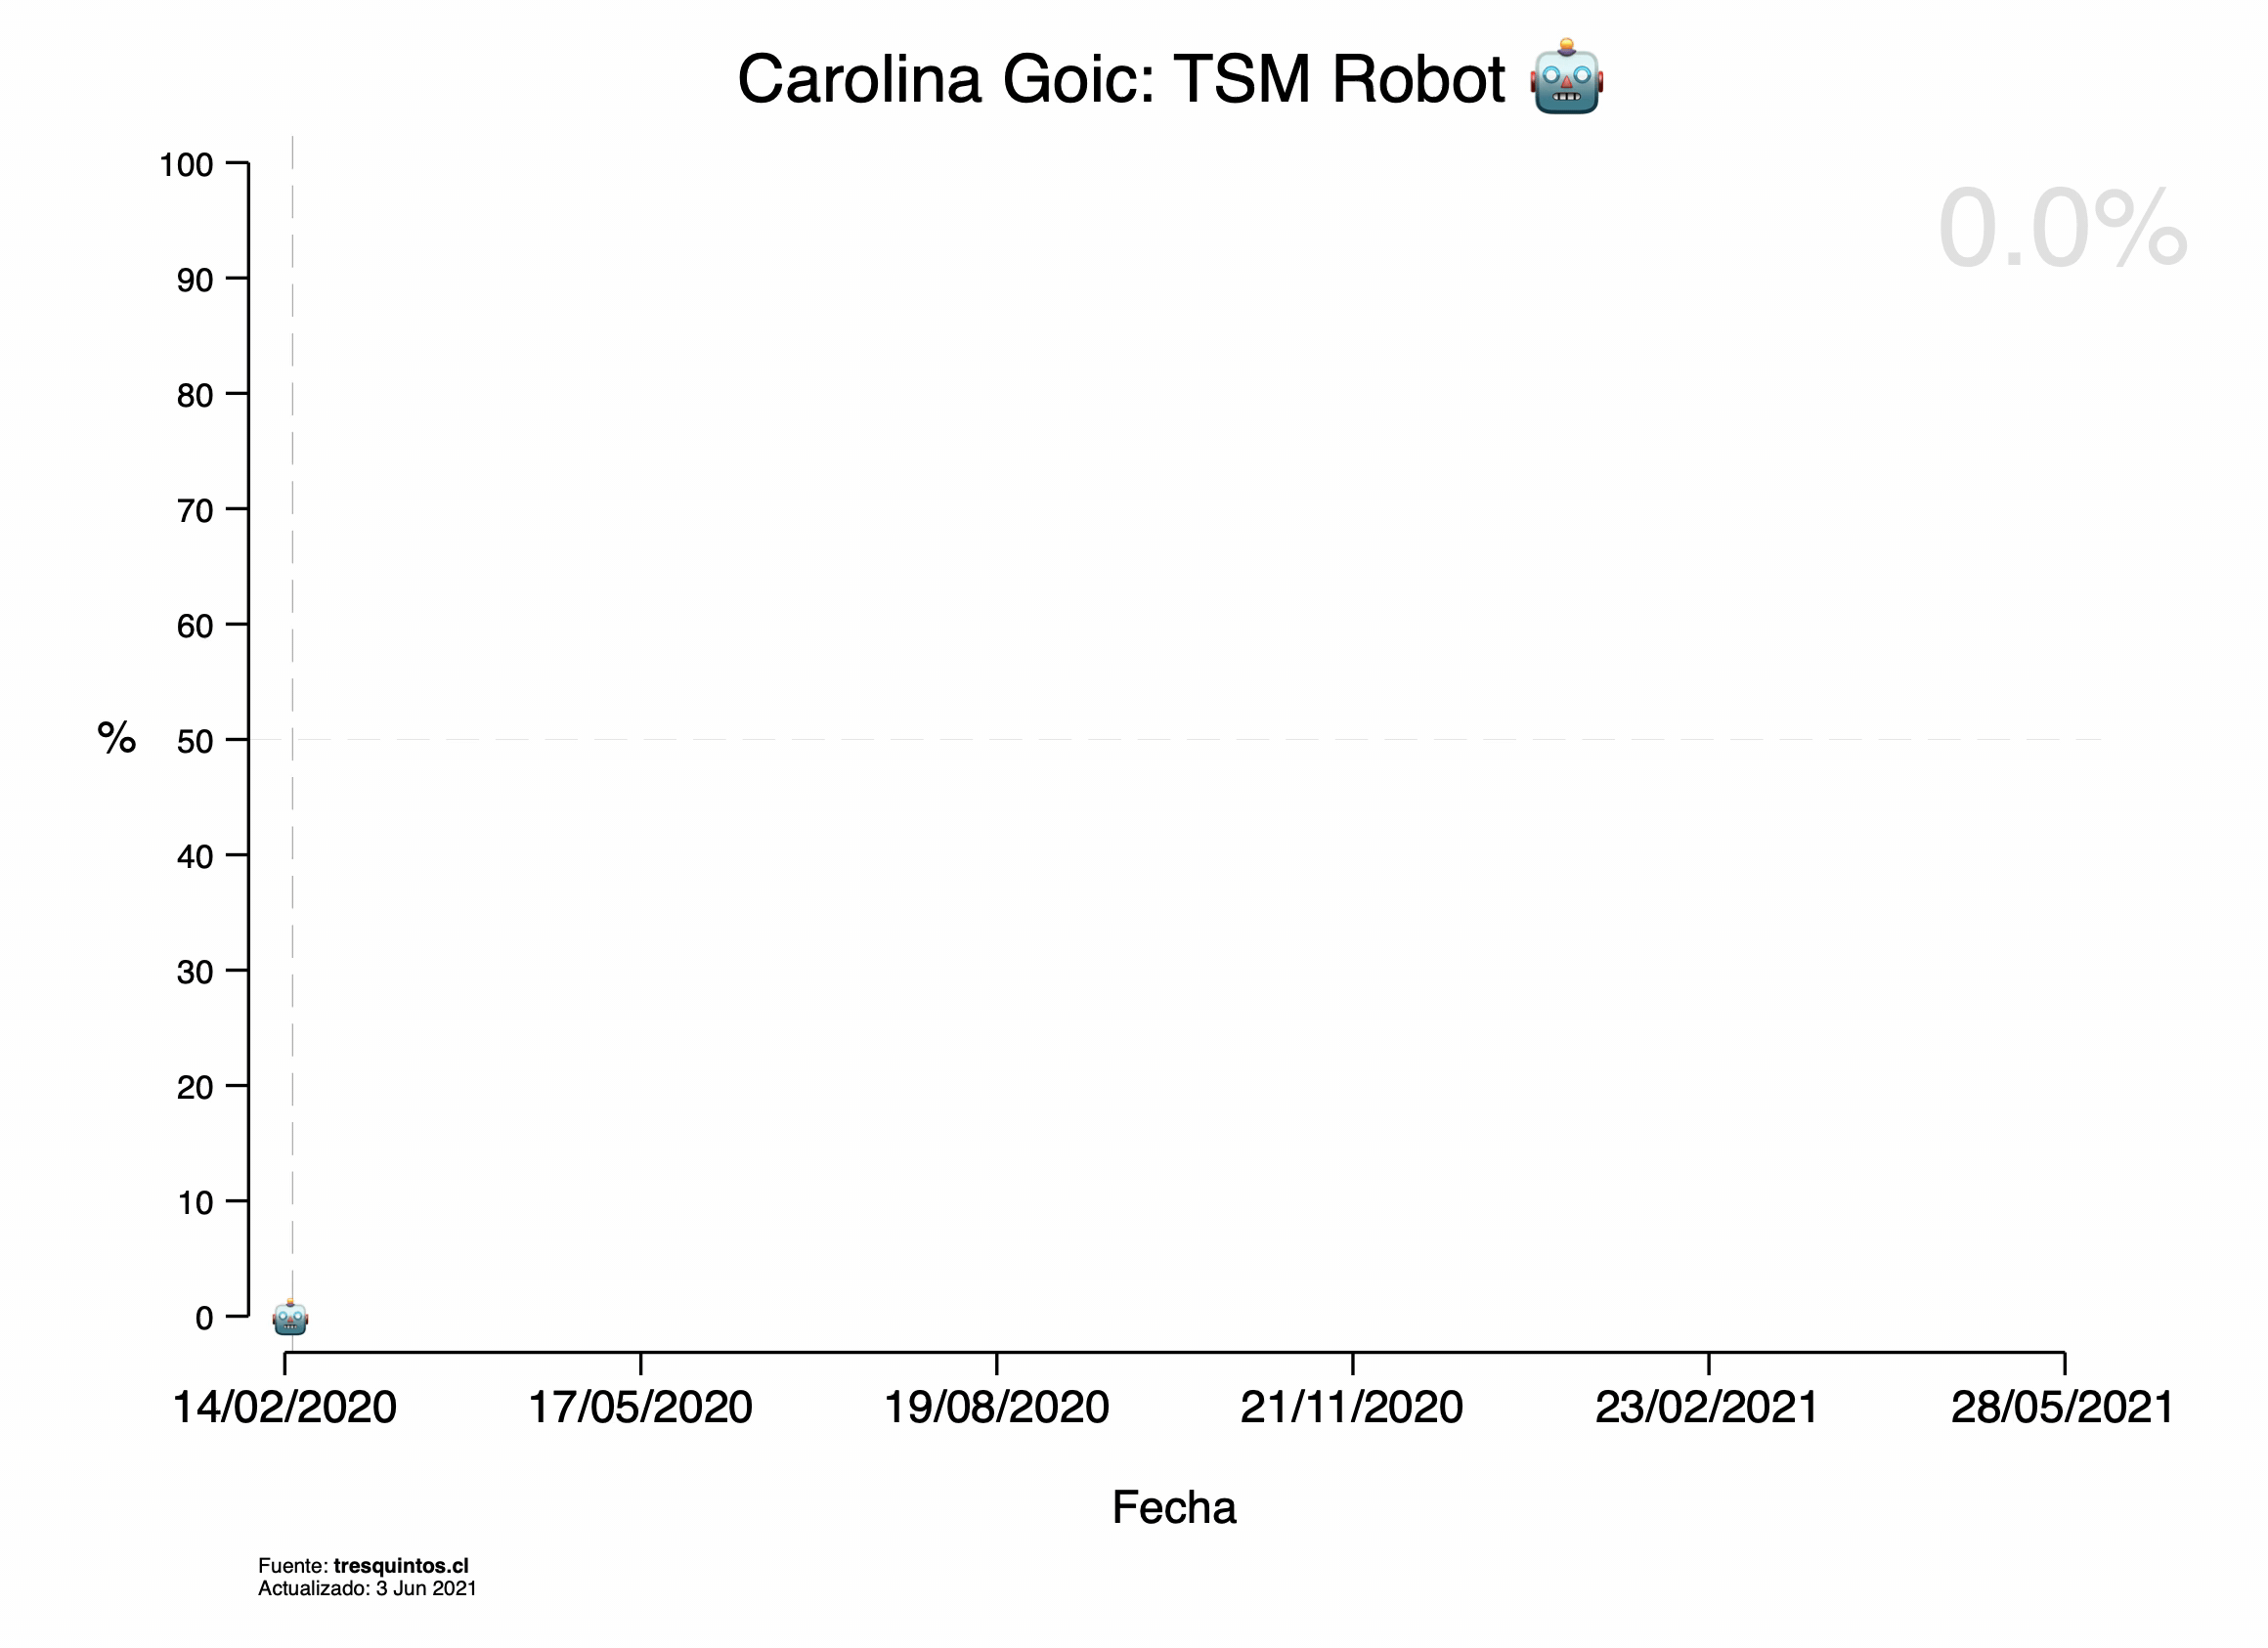 Carolina Goic: TSM Robot 🤖
0.0%
100
90
80
70
60
50
40
30
20
10
0
%
14/02/2020 17/05/2020 19/08/2020 21/11/2020 23/02/2021 28/05/2021
Fecha
Fuente: tresquintos.cl
Actualizado: 3 Jun 2021